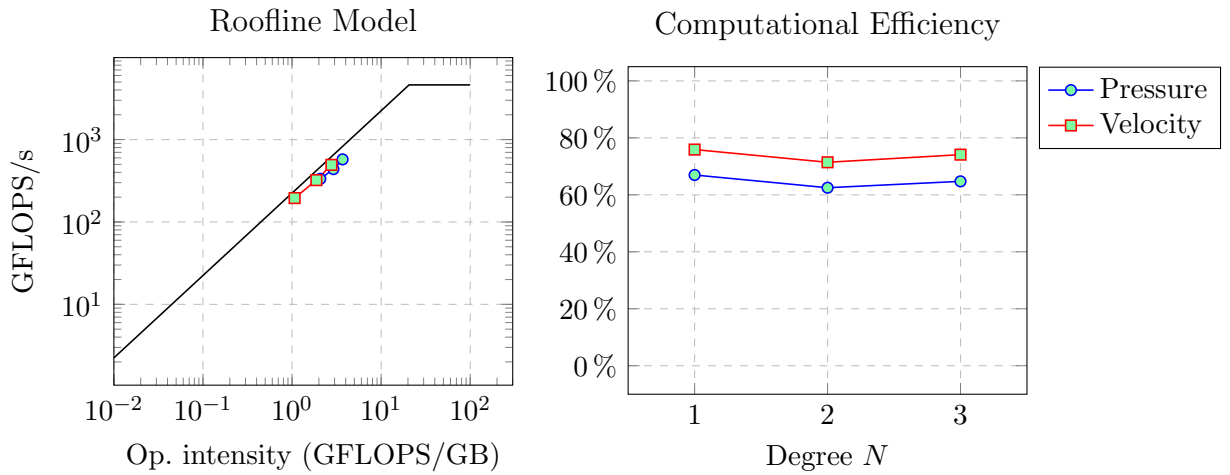 Roofline Model
GFLOPS/s
10^3
10^2
10^1
10^−2
10^−1
10^0
10^1
10^2
Op. intensity (GFLOPS/GB)
Computational Efficiency
100 %
80 %
60 %
40 %
20 %
0 %
1
2
3
Degree N
Pressure
Velocity